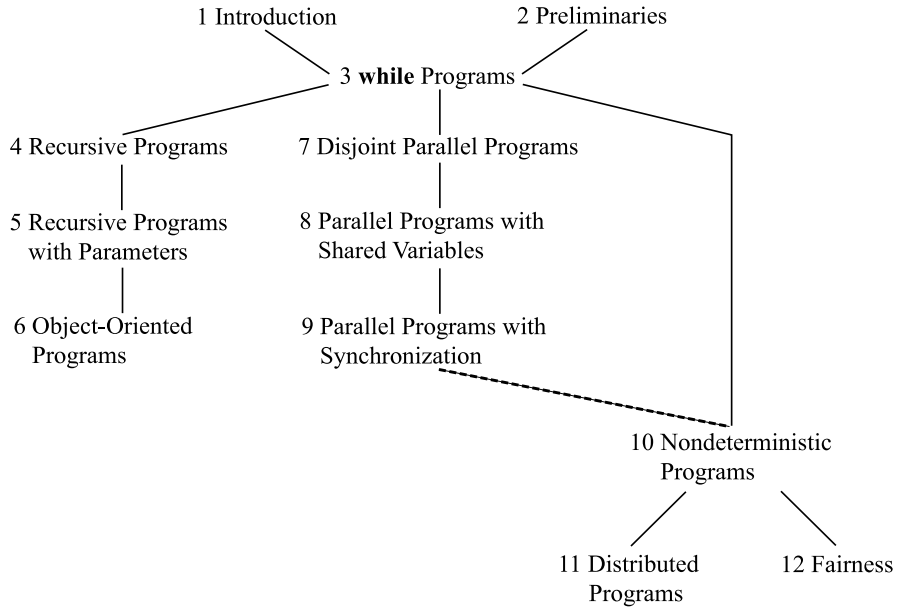 1 Introduction
2 Preliminaries
3 while Programs
4 Recursive Programs
7 Disjoint Parallel Programs
5 Recursive Programs
with Parameters
8 Parallel Programs with
Shared Variables
6 Object-Oriented
Programs
9 Parallel Programs with
Synchronization
10 Nondeterministic
Programs
11 Distributed
Programs
12 Fairness